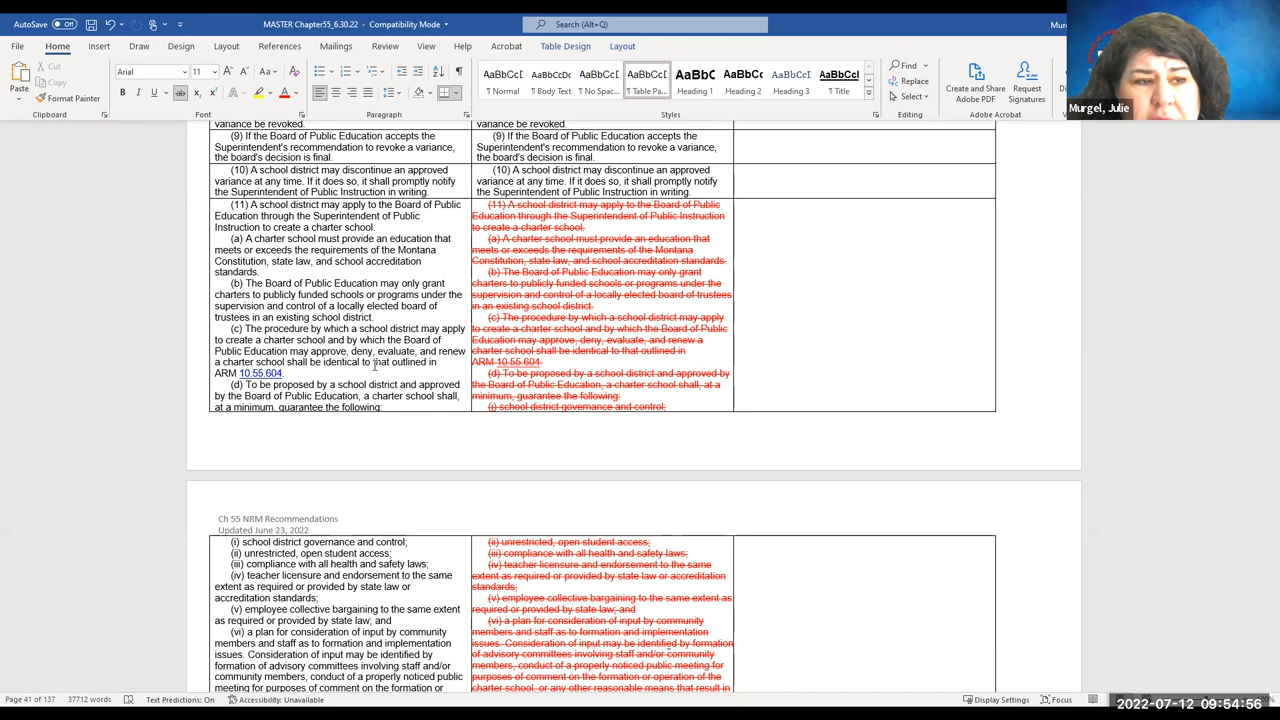 AutoSave Off
MASTER Chapter55_6.30.22 - Compatibility Mode
Search (Alt+Q)
File Home Insert Draw Design Layout References Mailings Review View Help Acrobat Table Design Layout
Paste
Cut
Copy
Format Painter
Clipboard
Arial 11
Font
Paragraph
AaBbCcDc AaBbCcDc AaBbCcDc AaBbCcDc AaBbC AaBbCc AaBbCcDc AaBbCcDc
¶ Normal ¶ Body Text ¶ No Spac... ¶ Table Pa... Heading 1 Heading 2 Heading 3 ¶ Title
Styles
Find
Replace
Select
Editing
Create and Share
Adobe PDF
Request
Signatures
Adobe Acrobat
Murgel, Julie
variance be revoked.
(9) If the Board of Public Education accepts the
Superintendent's recommendation to revoke a variance,
the board's decision is final.
(10) A school district may discontinue an approved
variance at any time. If it does so, it shall promptly notify
the Superintendent of Public Instruction in writing.
(11) A school district may apply to the Board of Public
Education through the Superintendent of Public
Instruction to create a charter school.
(a) A charter school must provide an education that
meets or exceeds the requirements of the Montana
Constitution, state law, and school accreditation
standards.
(b) The Board of Public Education may only grant
charters to publicly funded schools or programs under the
supervision and control of a locally elected board of
trustees in an existing school district.
(c) The procedure by which a school district may apply
to create a charter school and by which the Board of
Public Education may approve, deny, evaluate, and renew
a charter school shall be identical to that outlined in
ARM 10.55.604.
(d) To be proposed by a school district and approved
by the Board of Public Education, a charter school shall,
at a minimum, guarantee the following:
variance be revoked.
(9) If the Board of Public Education accepts the
Superintendent's recommendation to revoke a variance,
the board's decision is final.
(10) A school district may discontinue an approved
variance at any time. If it does so, it shall promptly notify
the Superintendent of Public Instruction in writing.
(11) A school district may apply to the Board of Public
Education through the Superintendent of Public Instruction
to create a charter school.
(a) A charter school must provide an education that
meets or exceeds the requirements of the Montana
Constitution, state law, and school accreditation standards.
(b) The Board of Public Education may only grant
charters to publicly funded schools or programs under the
supervision and control of a locally elected board of trustees
in an existing school district.
(c) The procedure by which a school district may apply
to create a charter school and by which the Board of Public
Education may approve, deny, evaluate, and renew a
charter school shall be identical to that outlined in
ARM 10.55.604.
(d) To be proposed by a school district and approved by
the Board of Public Education, a charter school shall, at a
minimum, guarantee the following:
(i) school district governance and control;
Ch 55 NRM Recommendations
Updated June 23, 2022
(i) school district governance and control;
(ii) unrestricted, open student access;
(iii) compliance with all health and safety laws;
(iv) teacher licensure and endorsement to the same
extent as required or provided by state law or
accreditation standards;
(v) employee collective bargaining to the same extent
as required or provided by state law; and
(vi) a plan for consideration of input by community
members and staff as to formation and implementation
issues. Consideration of input may be identified by
formation of advisory committees involving staff and/or
community members, conduct of a properly noticed public
meeting for purposes of comment on the formation or
(ii) unrestricted, open student access;
(iii) compliance with all health and safety laws;
(iv) teacher licensure and endorsement to the same
extent as required or provided by state law or accreditation
standards;
(v) employee collective bargaining to the same extent as
required or provided by state law; and
(vi) a plan for consideration of input by community
members and staff as to formation and implementation
issues. Consideration of input may be identified by formation
of advisory committees involving staff and/or community
members, conduct of a properly noticed public meeting for
purposes of comment on the formation or operation of the
charter school, or any other reasonable means that result in
Page 41 of 137 37712 words Text Predictions: On Accessibility: Unavailable
Display Settings Focus
2022-07-12 09:54:56